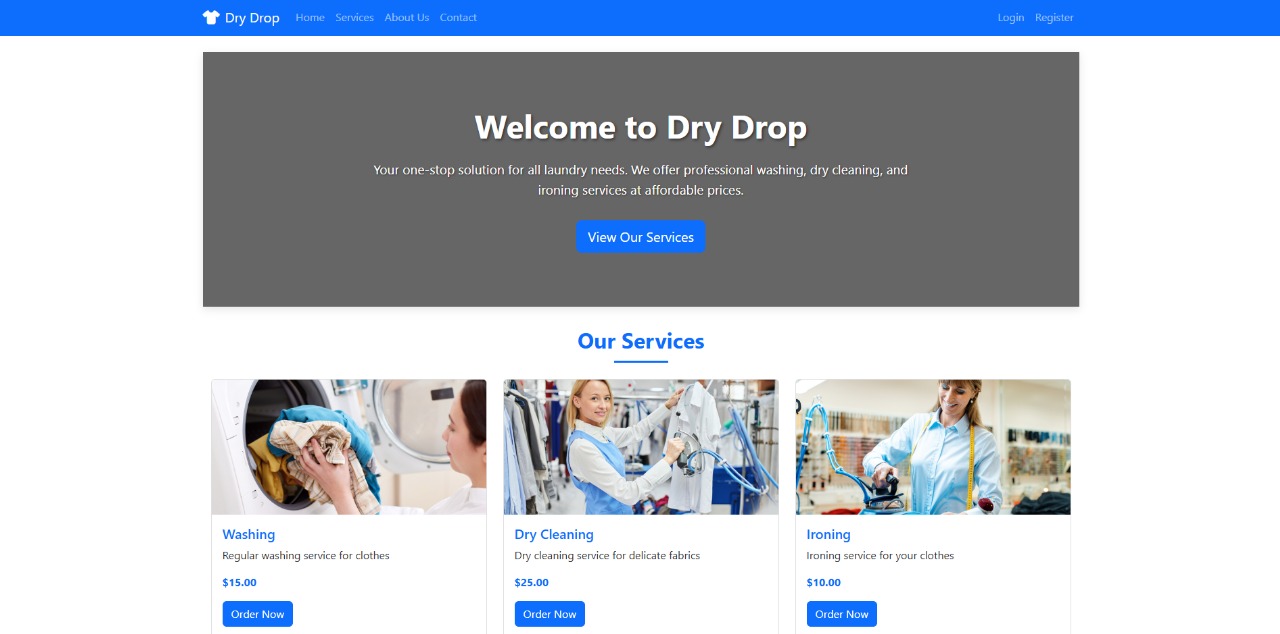 Dry Drop
Home
Services
About Us
Contact
Login
Register
Welcome to Dry Drop
Your one-stop solution for all laundry needs. We offer professional washing, dry cleaning, and
ironing services at affordable prices.
View Our Services
Our Services
Washing
Regular washing service for clothes
$15.00
Order Now
Dry Cleaning
Dry cleaning service for delicate fabrics
$25.00
Order Now
Ironing
Ironing service for your clothes
$10.00
Order Now